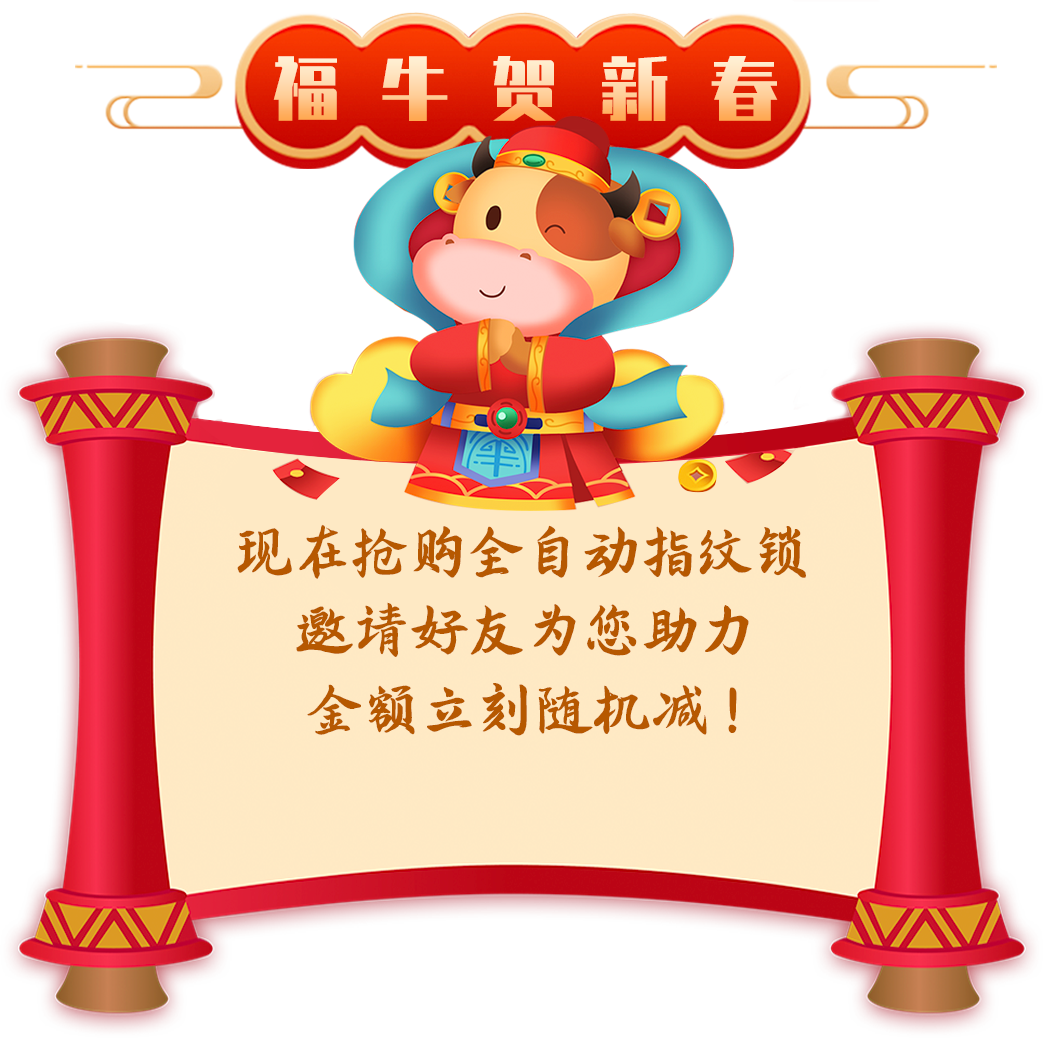 福牛贺新春
现在抢购全自动指纹锁
邀请好友为您助力
金额立刻随机减！